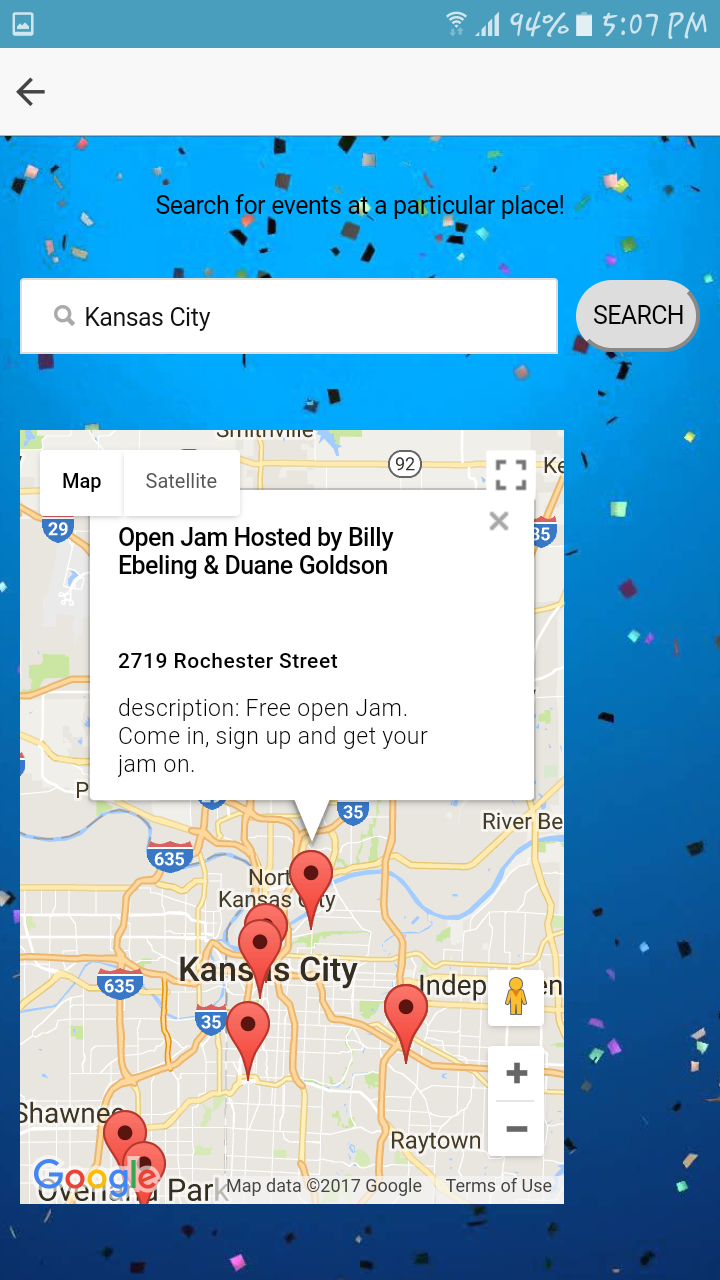 94% 5:07 PM
Search for events at a particular place!
Kansas City
SEARCH
Smithville
92
Map
Satellite
29
35
Open Jam Hosted by Billy
Ebeling & Duane Goldson
2719 Rochester Street
description: Free open Jam.
Come in, sign up and get your
jam on.
35
River Be
635
North
Kansas City
Kansas City
635
Indep
en
35
Shawnee
Raytown
Google
Overland Park
Map data ©2017 Google
Terms of Use